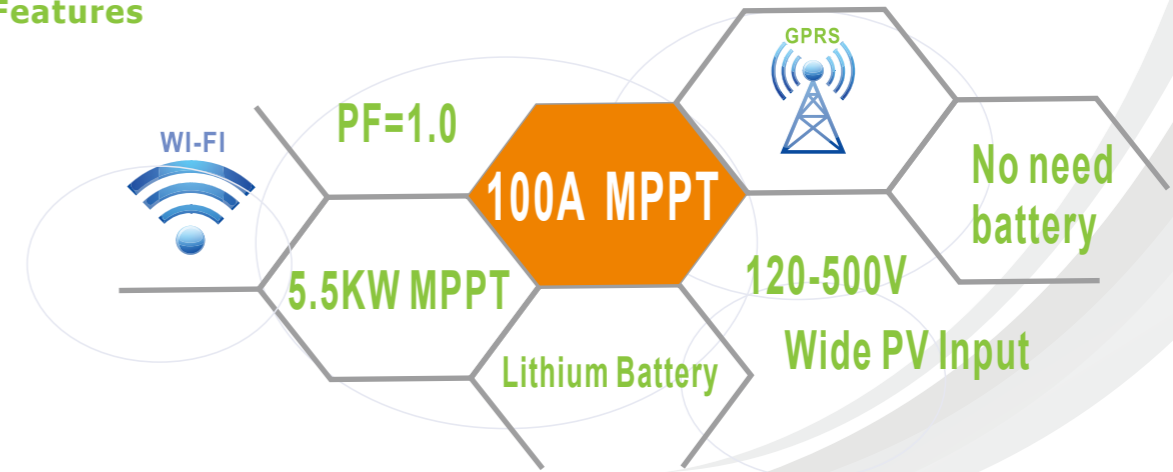 Features
GPRS
PF=1.0
WI-FI
100A MPPT
No need
battery
5.5KW MPPT
120-500V
Wide PV Input
Lithium Battery